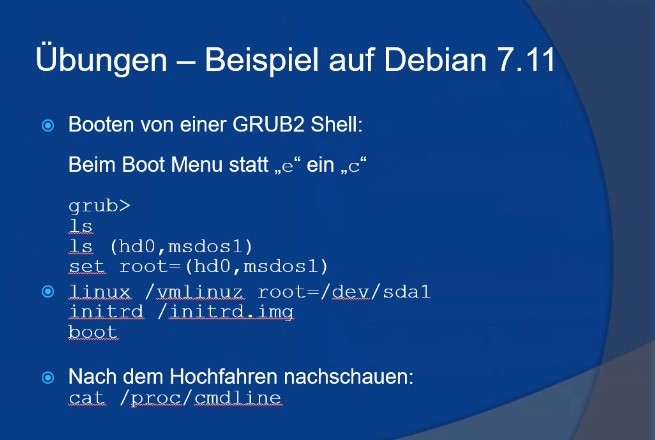 Übungen – Beispiel auf Debian 7.11
Booten von einer GRUB2 Shell:
Beim Boot Menu statt „e“ ein „c“
grub>
ls
ls (hd0,msdos1)
set root=(hd0,msdos1)
linux /vmlinuz root=/dev/sda1
initrd /initrd.img
boot
Nach dem Hochfahren nachschauen:
cat /proc/cmdline